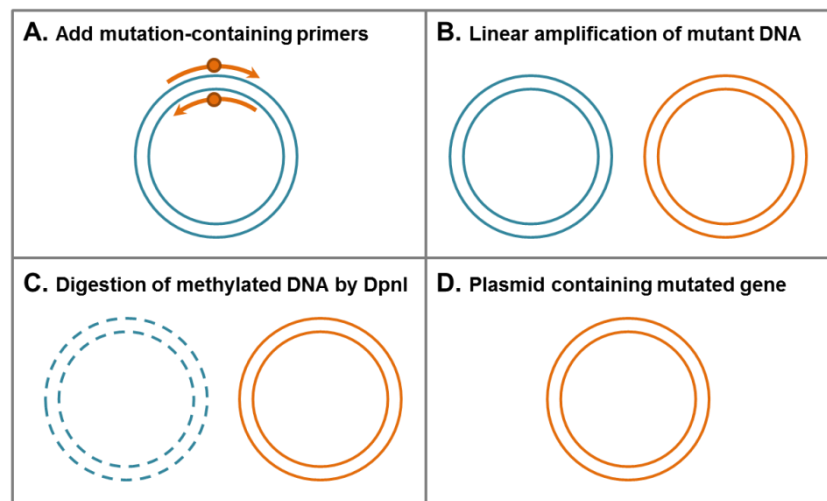 A. Add mutation-containing primers
B. Linear amplification of mutant DNA
C. Digestion of methylated DNA by DpnI
D. Plasmid containing mutated gene